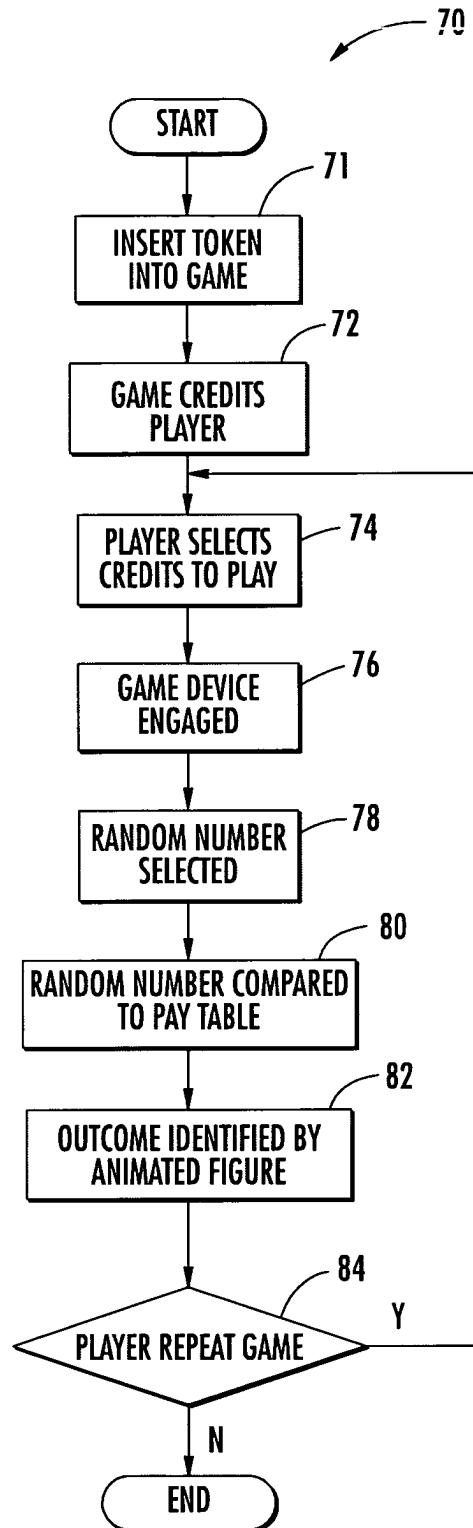 70
START
71
INSERT TOKEN
INTO GAME
72
GAME CREDITS
PLAYER
74
PLAYER SELECTS
CREDITS TO PLAY
76
GAME DEVICE
ENGAGED
78
RANDOM NUMBER
SELECTED
80
RANDOM NUMBER COMPARED
TO PAY TABLE
82
OUTCOME IDENTIFIED BY
ANIMATED FIGURE
84
PLAYER REPEAT GAME
Y
N
END